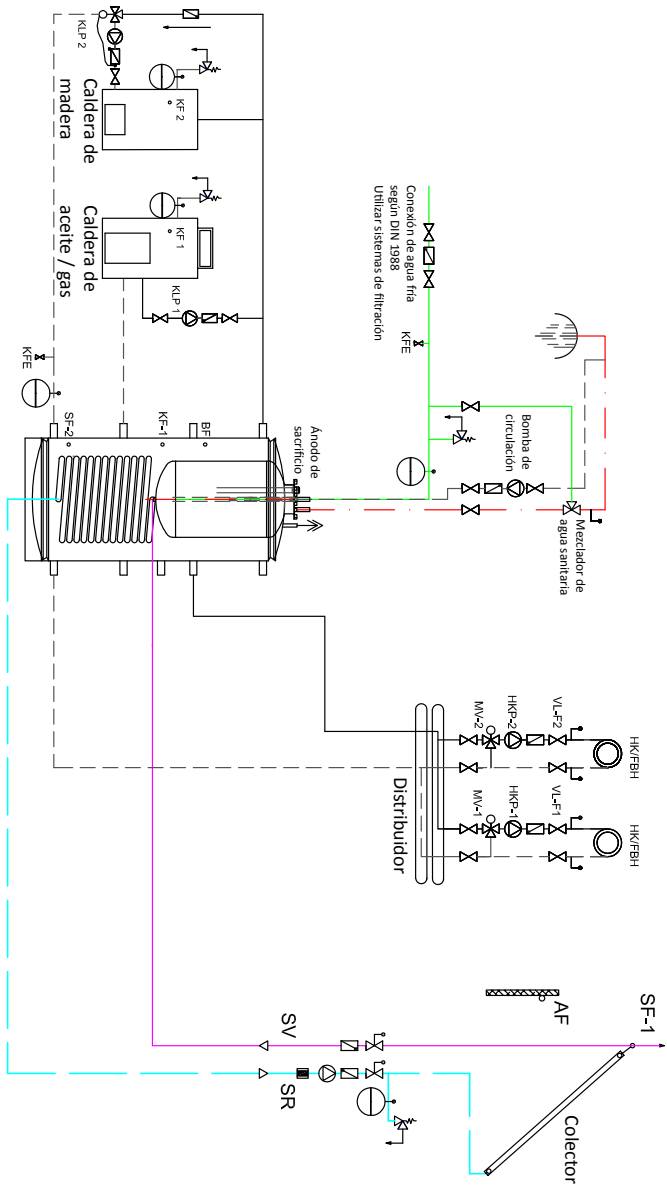 KLP 2
KF 2
Caldera de
madera
KF 1
Caldera de
aceite / gas
KLP 1
KFE
SF-2
KF-1
BF
Ánodo de
sacrificio
Conexión de agua fría
según DIN 1988
Utilizar sistemas de filtración
KFE
Bomba de
circulación
Mezclador de
agua sanitaria
MV-2
HKP-2
VL-F2
HK/FBH
MV-1
HKP-1
VL-F1
HK/FBH
Distribuidor
AF
SF-1
SV
SR
Colector